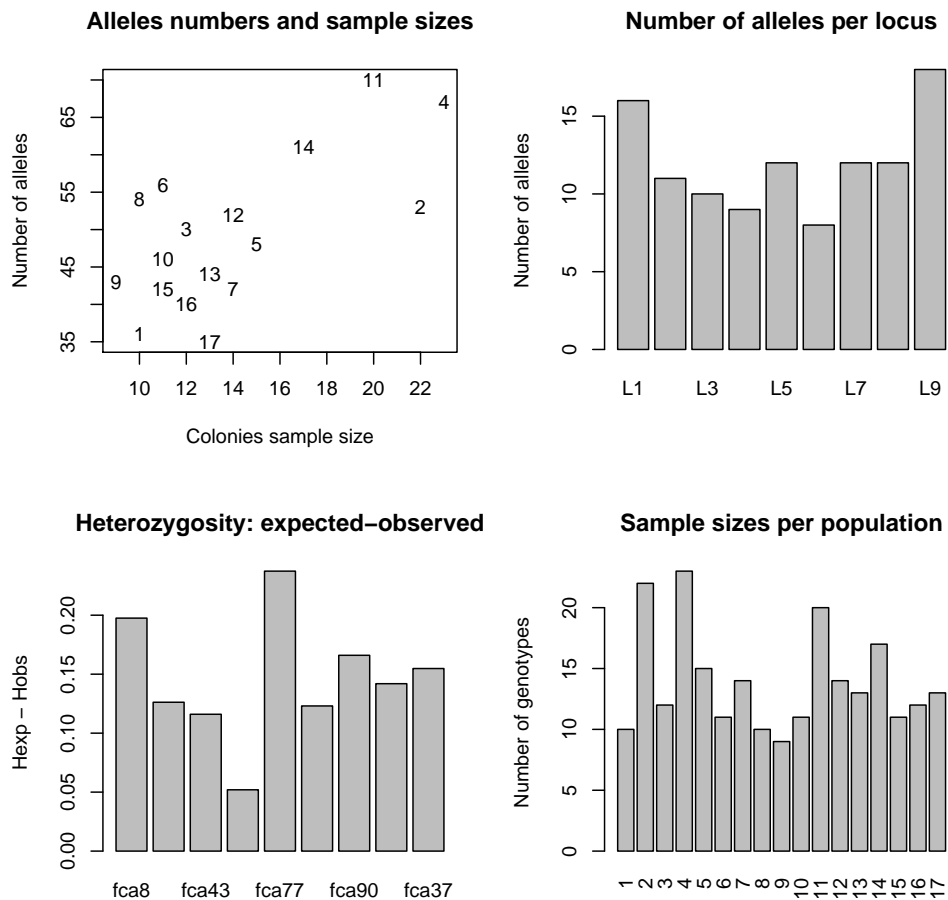 Alleles numbers and sample sizes
Number of alleles
35 45 55 65
11
4
14
6
8
2
12
3
5
10
13
9
15
7
16
1
17
10 12 14 16 18 20 22
Colonies sample size
Number of alleles per locus
Number of alleles
0 5 10 15
L1 L3 L5 L7 L9
Heterozygosity: expected−observed
Hexp − Hobs
0.00 0.05 0.10 0.15 0.20
fca8 fca43 fca77 fca90 fca37
Sample sizes per population
Number of genotypes
0 5 10 15 20
1 2 3 4 5 6 7 8 9 10 11 12 13 14 15 16 17